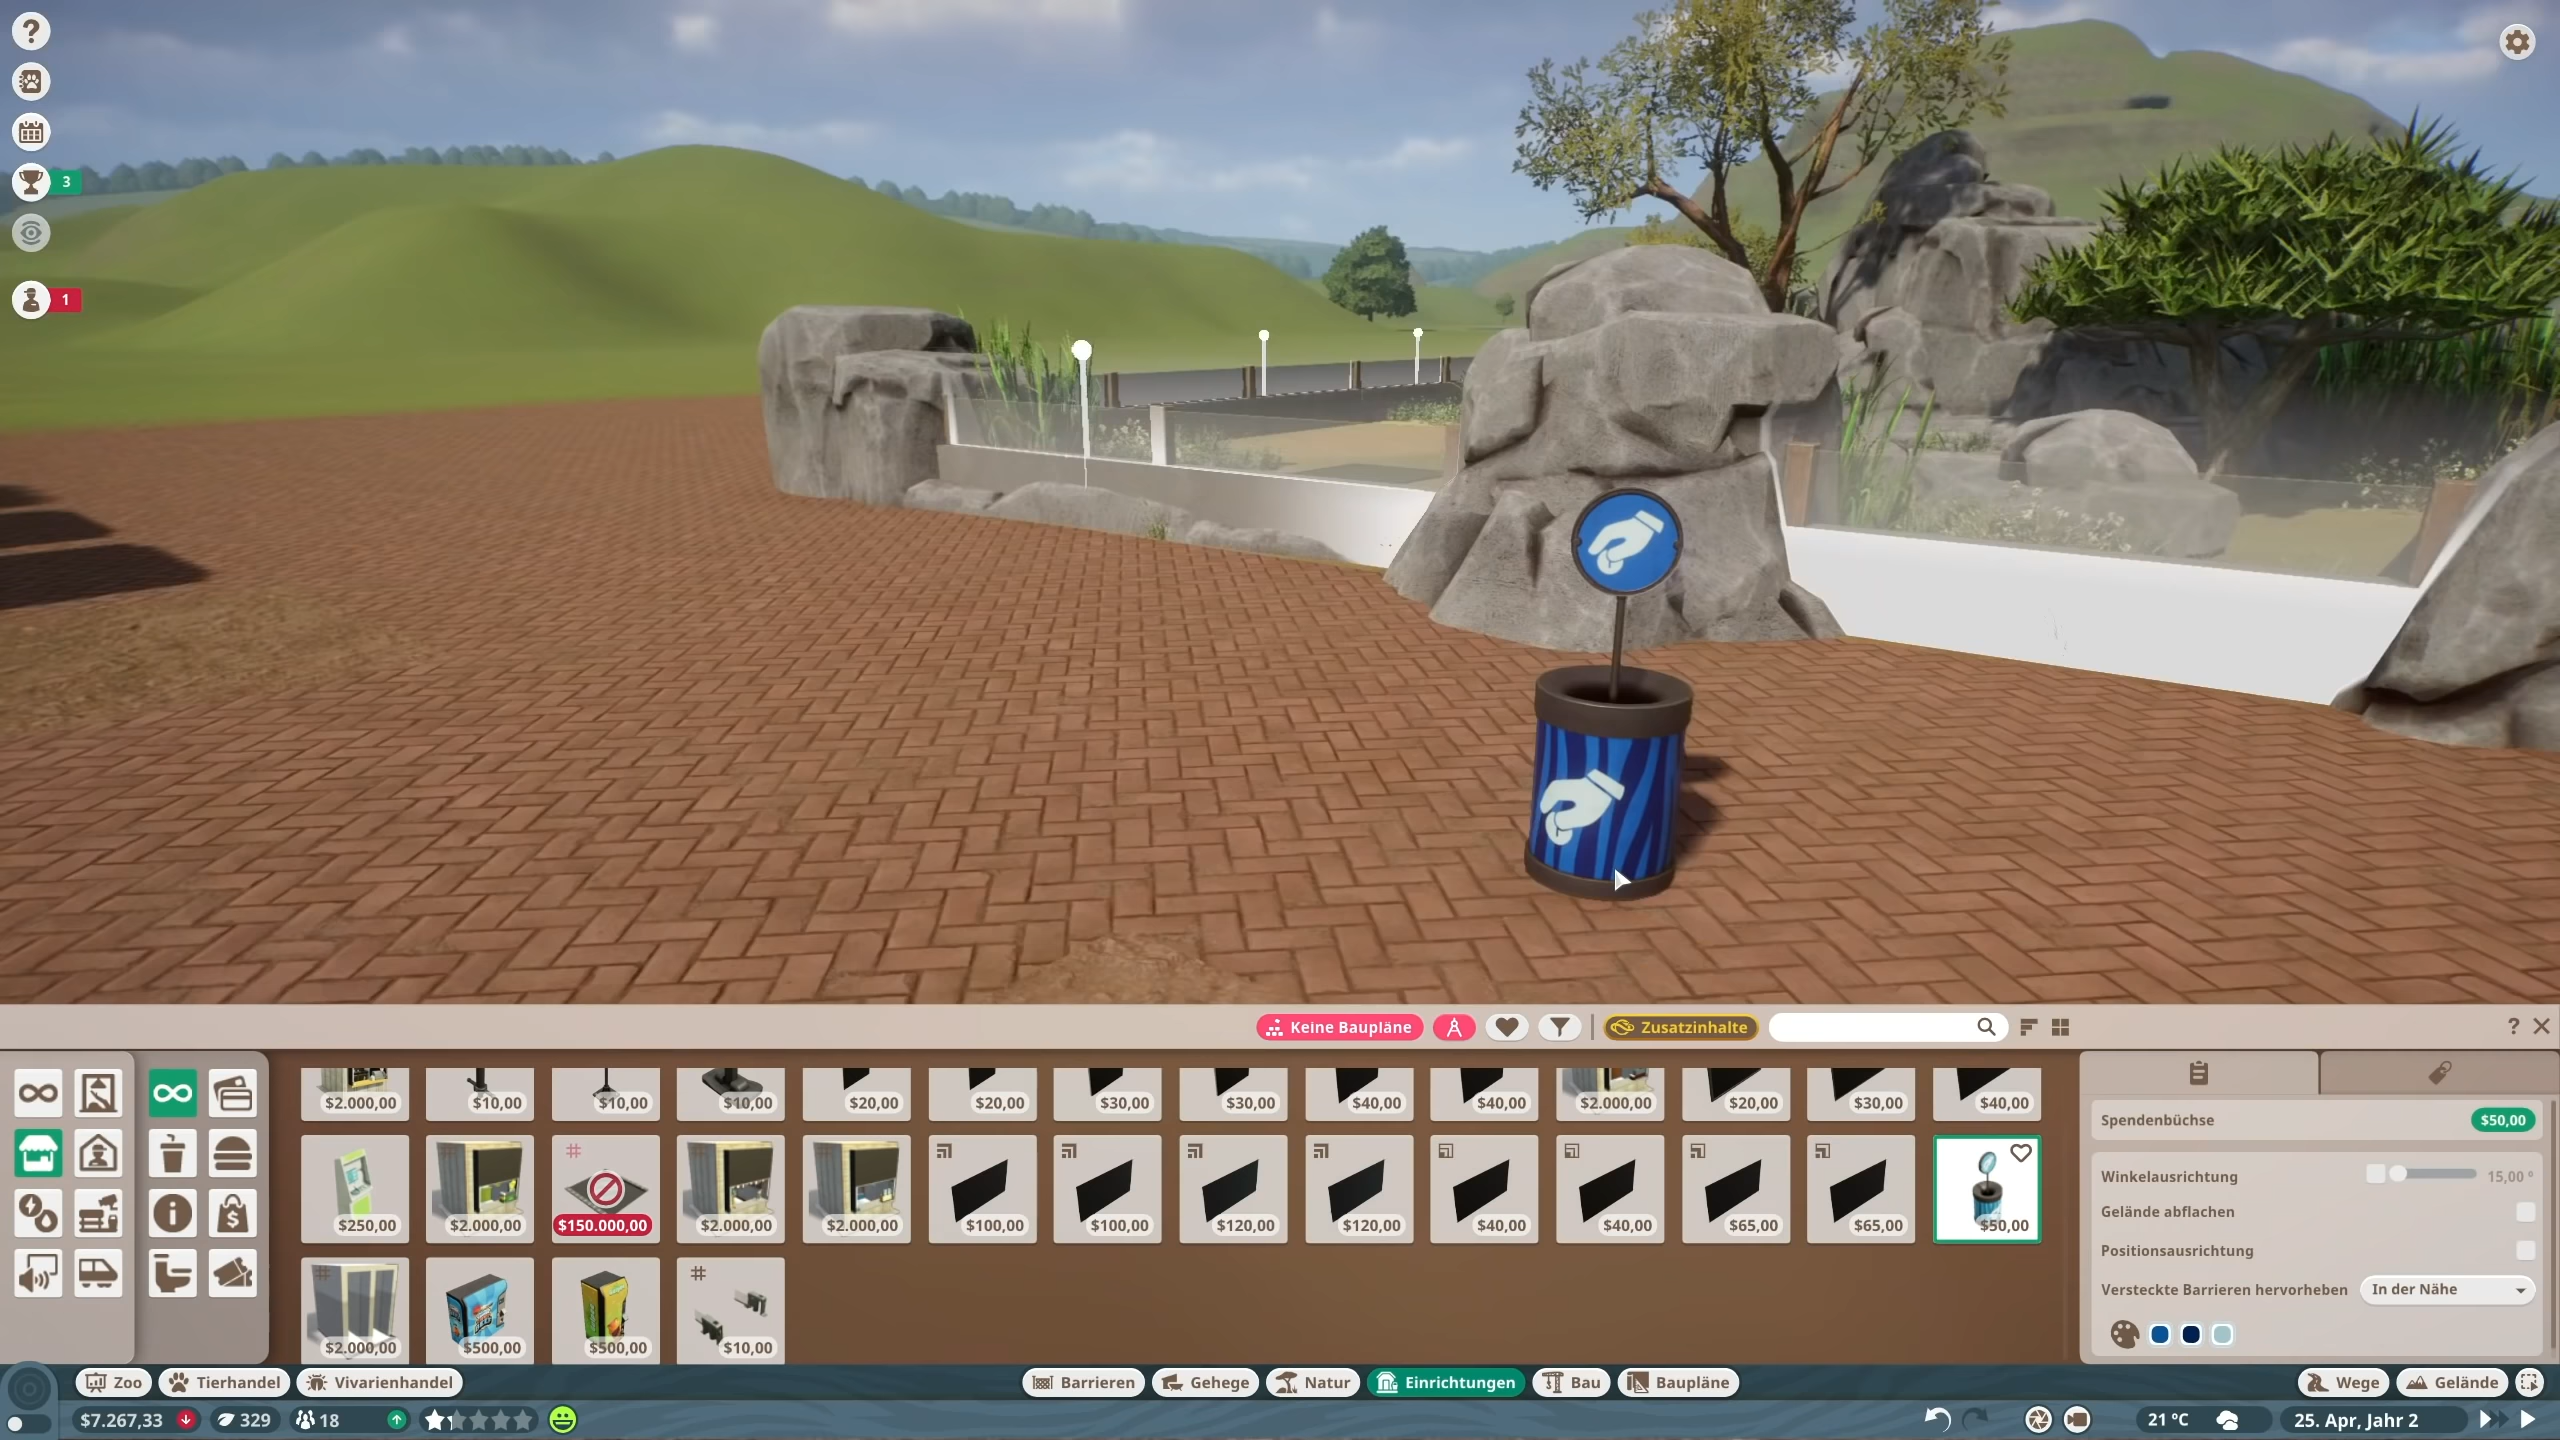 3
1
Keine Baupläne
Zusatzinhalte
?
$2.000,00
$10,00
$10,00
$10,00
$20,00
$20,00
$30,00
$30,00
$40,00
$40,00
$2.000,00
$20,00
$30,00
$40,00
$250,00
$2.000,00
$150.000,00
$2.000,00
$2.000,00
$100,00
$100,00
$120,00
$120,00
$40,00
$40,00
$65,00
$65,00
$50,00
$2.000,00
$500,00
$500,00
$10,00
Spendenbüchse
$50,00
Winkelausrichtung
15,00 °
Gelände abflachen
Positionsausrichtung
Versteckte Barrieren hervorheben
In der Nähe
Zoo
Tierhandel
Vivarienhandel
Barrieren
Gehege
Natur
Einrichtungen
Bau
Baupläne
Wege
Gelände
$7.267,33
329
18
21 °C
25. Apr, Jahr 2